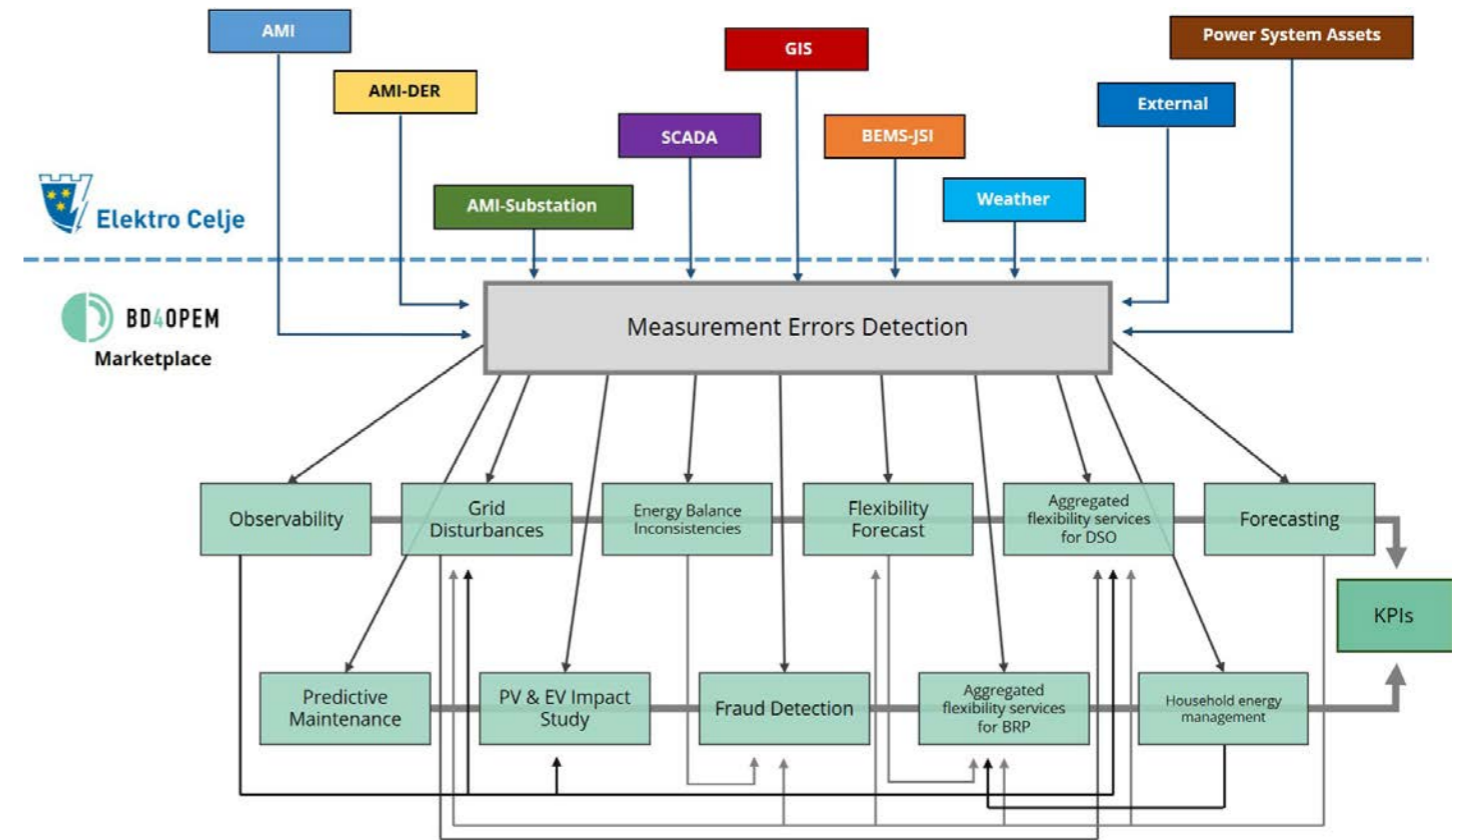 AMI
Power System Assets
GIS
AMI-DER
External
SCADA
BEMS-JSI
AMI-Substation
Weather
Elektro Celje
BD4OPEM
Marketplace
Measurement Errors Detection
Observability
Grid
Disturbances
Energy Balance
Inconsistencies
Flexibility
Forecast
Aggregated
flexibility services
for DSO
Forecasting
KPIs
Predictive
Maintenance
PV & EV Impact
Study
Fraud Detection
Aggregated
flexibility services
for BRP
Household energy
management